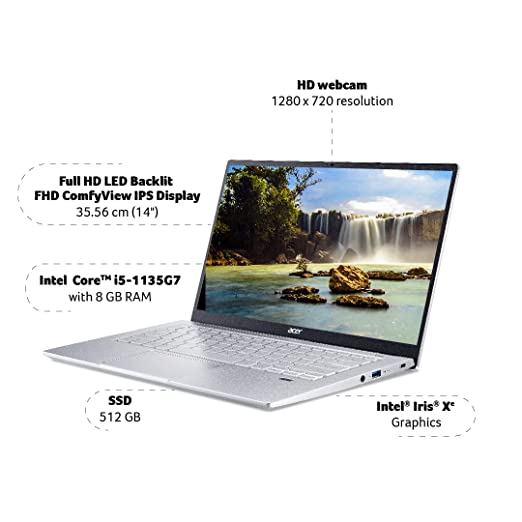 HD webcam
1280 x 720 resolution
Full HD LED Backlit
FHD ComfyView IPS Display
35.56 cm (14")
Intel Core™ i5-1135G7
with 8 GB RAM
acer
SSD
512 GB
Intel® Iris® Xᵉ
Graphics